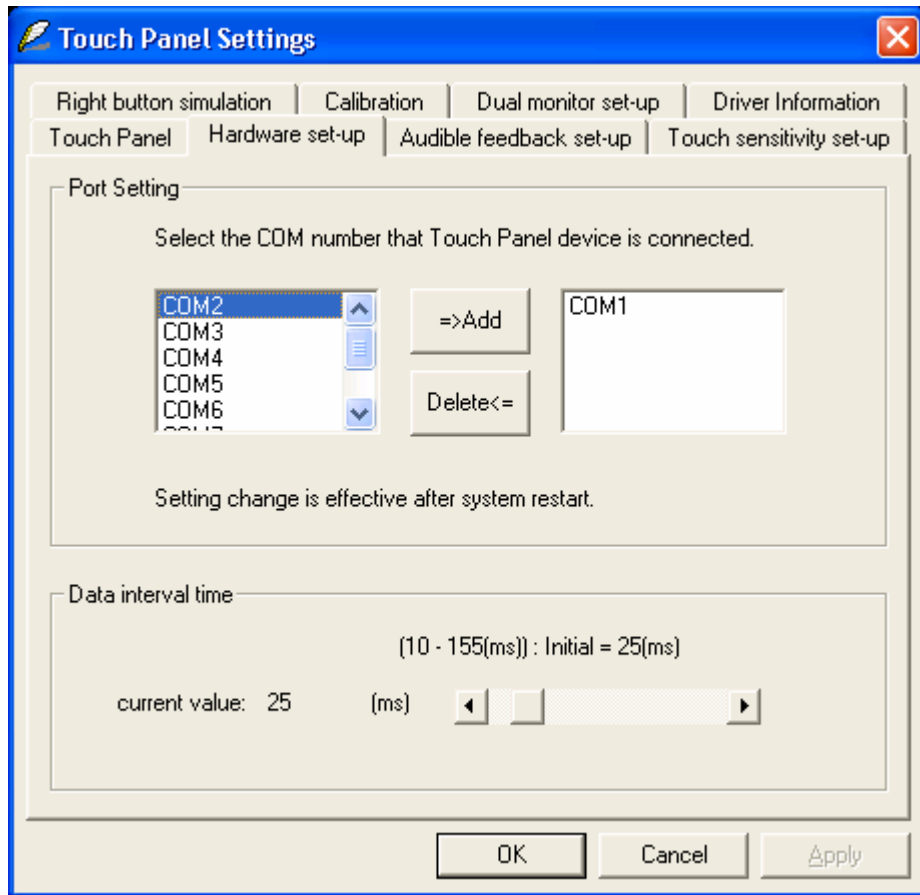 Touch Panel Settings
Right button simulation Calibration Dual monitor set-up Driver Information
Touch Panel Hardware set-up Audible feedback set-up Touch sensitivity set-up
Port Setting
Select the COM number that Touch Panel device is connected.
COM2
COM3
COM4
COM5
COM6
=>Add
Delete<=
COM1
Setting change is effective after system restart.
Data interval time
(10 - 155(ms)) : Initial = 25(ms)
current value: 25 (ms)
OK Cancel Apply